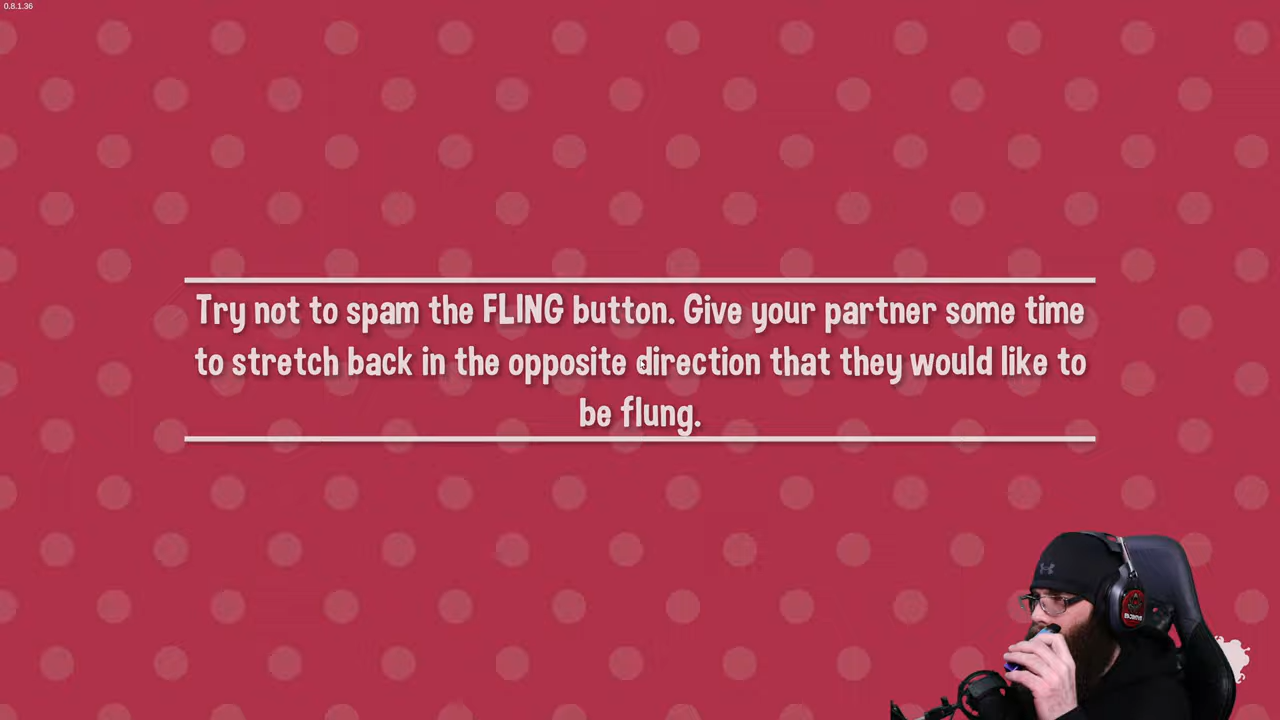 0.8.1.36
Try not to spam the FLING button. Give your partner some time
to stretch back in the opposite direction that they would like to
be flung.